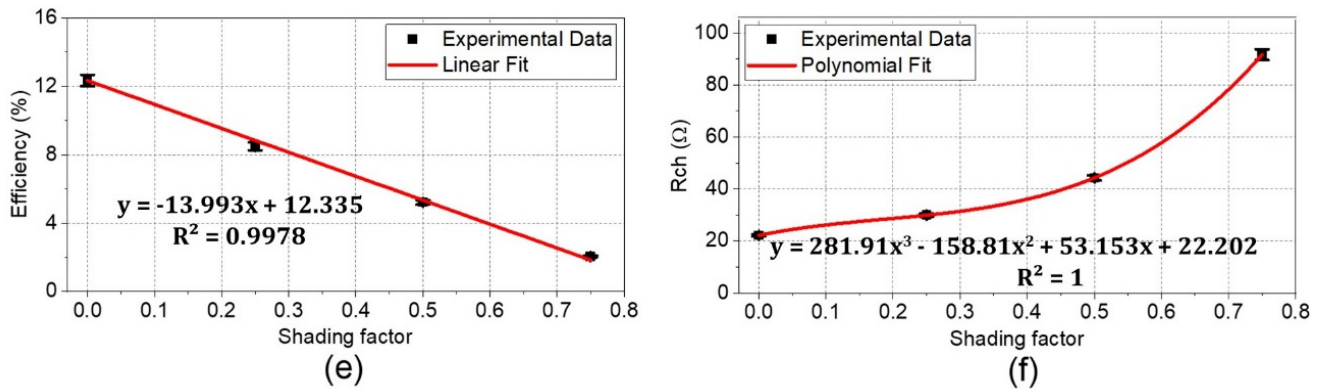 16
12
8
4
0
Efficiency (%)
Experimental Data
Linear Fit
y = -13.993x + 12.335
R² = 0.9978
0.0 0.1 0.2 0.3 0.4 0.5 0.6 0.7 0.8
Shading factor
(e)
100
80
60
40
20
0
Rch (Ω)
Experimental Data
Polynomial Fit
y = 281.91x³ - 158.81x² + 53.153x + 22.202
R² = 1
0.0 0.1 0.2 0.3 0.4 0.5 0.6 0.7 0.8
Shading factor
(f)